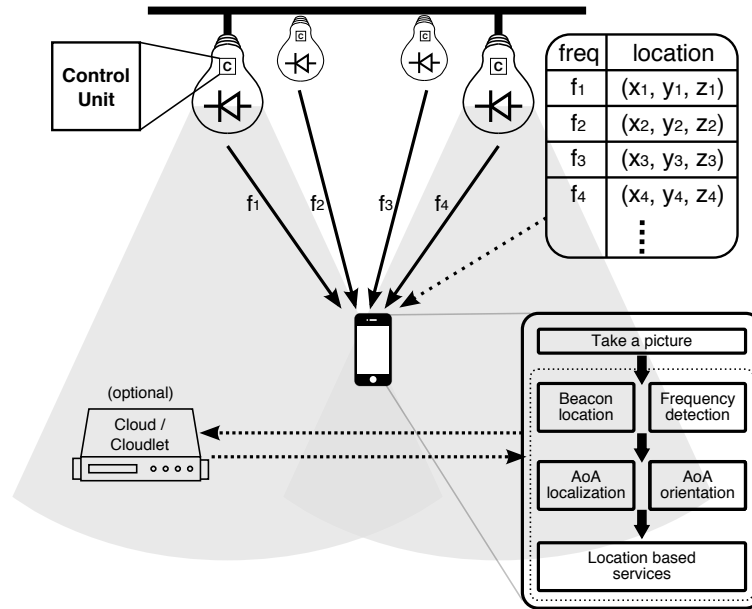 Control
Unit
C
C
C
C
freq location
f1 (x1, y1, z1)
f2 (x2, y2, z2)
f3 (x3, y3, z3)
f4 (x4, y4, z4)
f1
f2
f3
f4
Take a picture
Beacon
location
Frequency
detection
AoA
localization
AoA
orientation
Location based
services
(optional)
Cloud /
Cloudlet